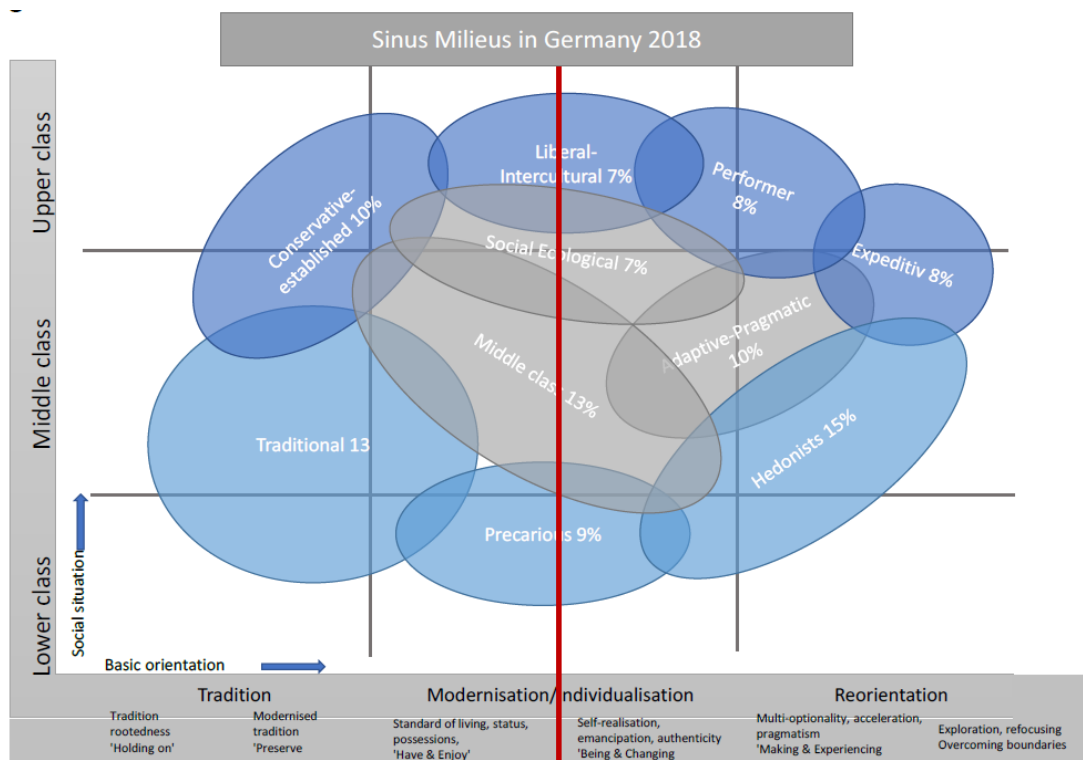 Sinus Milieus in Germany 2018
Upper class
Middle class
Lower class
Social situation
Conservative-
established 10%
Liberal-
Intercultural 7%
Performer
8%
Expeditiv 8%
Social Ecological 7%
Adaptive-Pragmatic
10%
Middle class 13%
Traditional 13
Hedonists 15%
Precarious 9%
Basic orientation
Tradition
Modernisation/Individualisation
Reorientation
Tradition
rootedness
'Holding on'
Modernised
tradition
'Preserve
Standard of living, status,
possessions,
'Have & Enjoy'
Self-realisation,
emancipation, authenticity
'Being & Changing
Multi-optionality, acceleration,
pragmatism
'Making & Experiencing
Exploration, refocusing
Overcoming boundaries